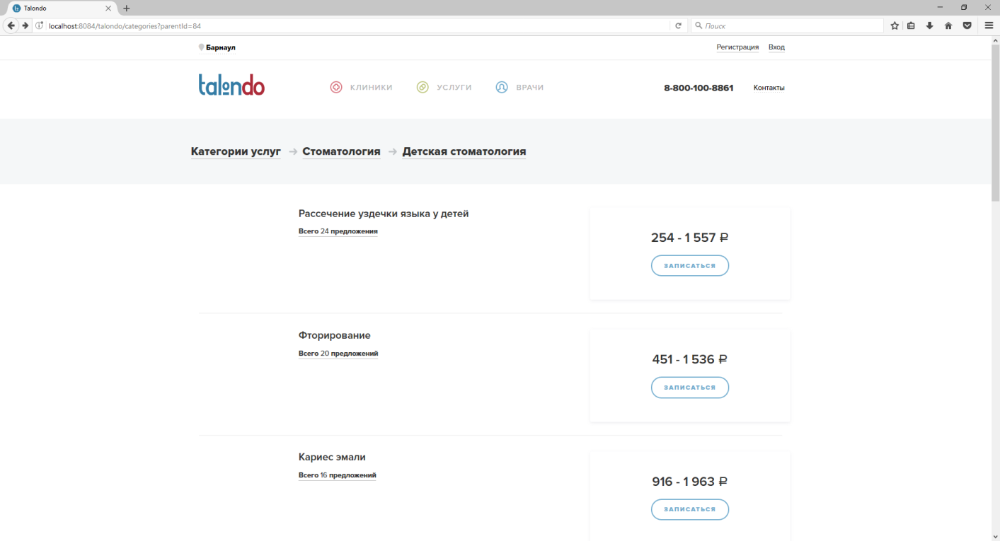 Talondo
localhost:8084/talondo/categories?parentId=84
Поиск
Барнаул
Регистрация Вход
talondo
КЛИНИКИ УСЛУГИ ВРАЧИ
8-800-100-8861 Контакты
Категории услуг → Стоматология → Детская стоматология
Рассечение уздечки языка у детей
Всего 24 предложения
254 - 1 557 ₽
ЗАПИСАТЬСЯ
Фторирование
Всего 20 предложений
451 - 1 536 ₽
ЗАПИСАТЬСЯ
Кариес эмали
Всего 16 предложений
916 - 1 963 ₽
ЗАПИСАТЬСЯ